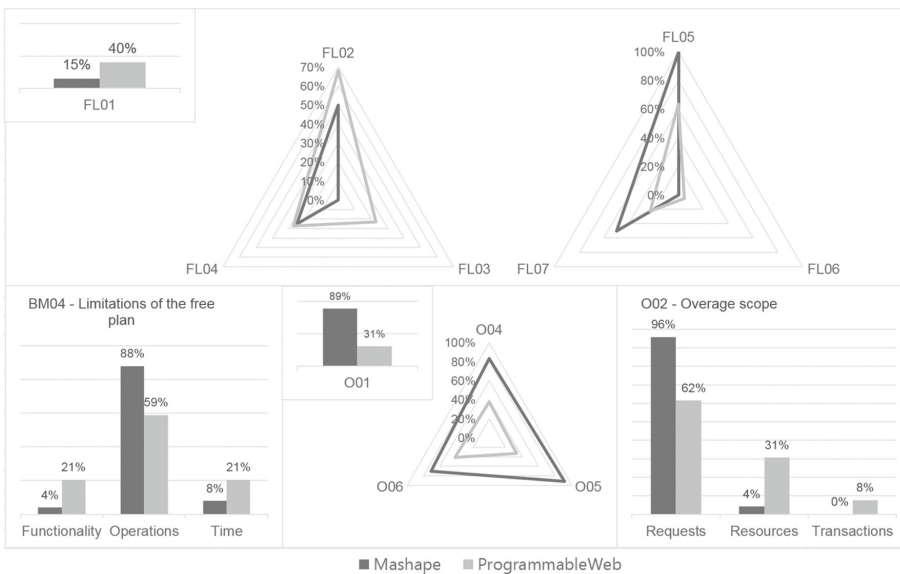 15%
40%
FL01
FL02
70%
60%
50%
40%
30%
20%
10%
0%
FL04
FL03
FL05
100%
80%
60%
40%
20%
0%
FL07
FL06
BM04 - Limitations of the free
plan
88%
59%
21%
21%
4%
8%
Functionality Operations Time
89%
31%
O01
O04
100%
80%
60%
40%
20%
0%
O06
O05
O02 - Overage scope
96%
62%
31%
4%
0%
8%
Requests Resources Transactions
Mashape ProgrammableWeb